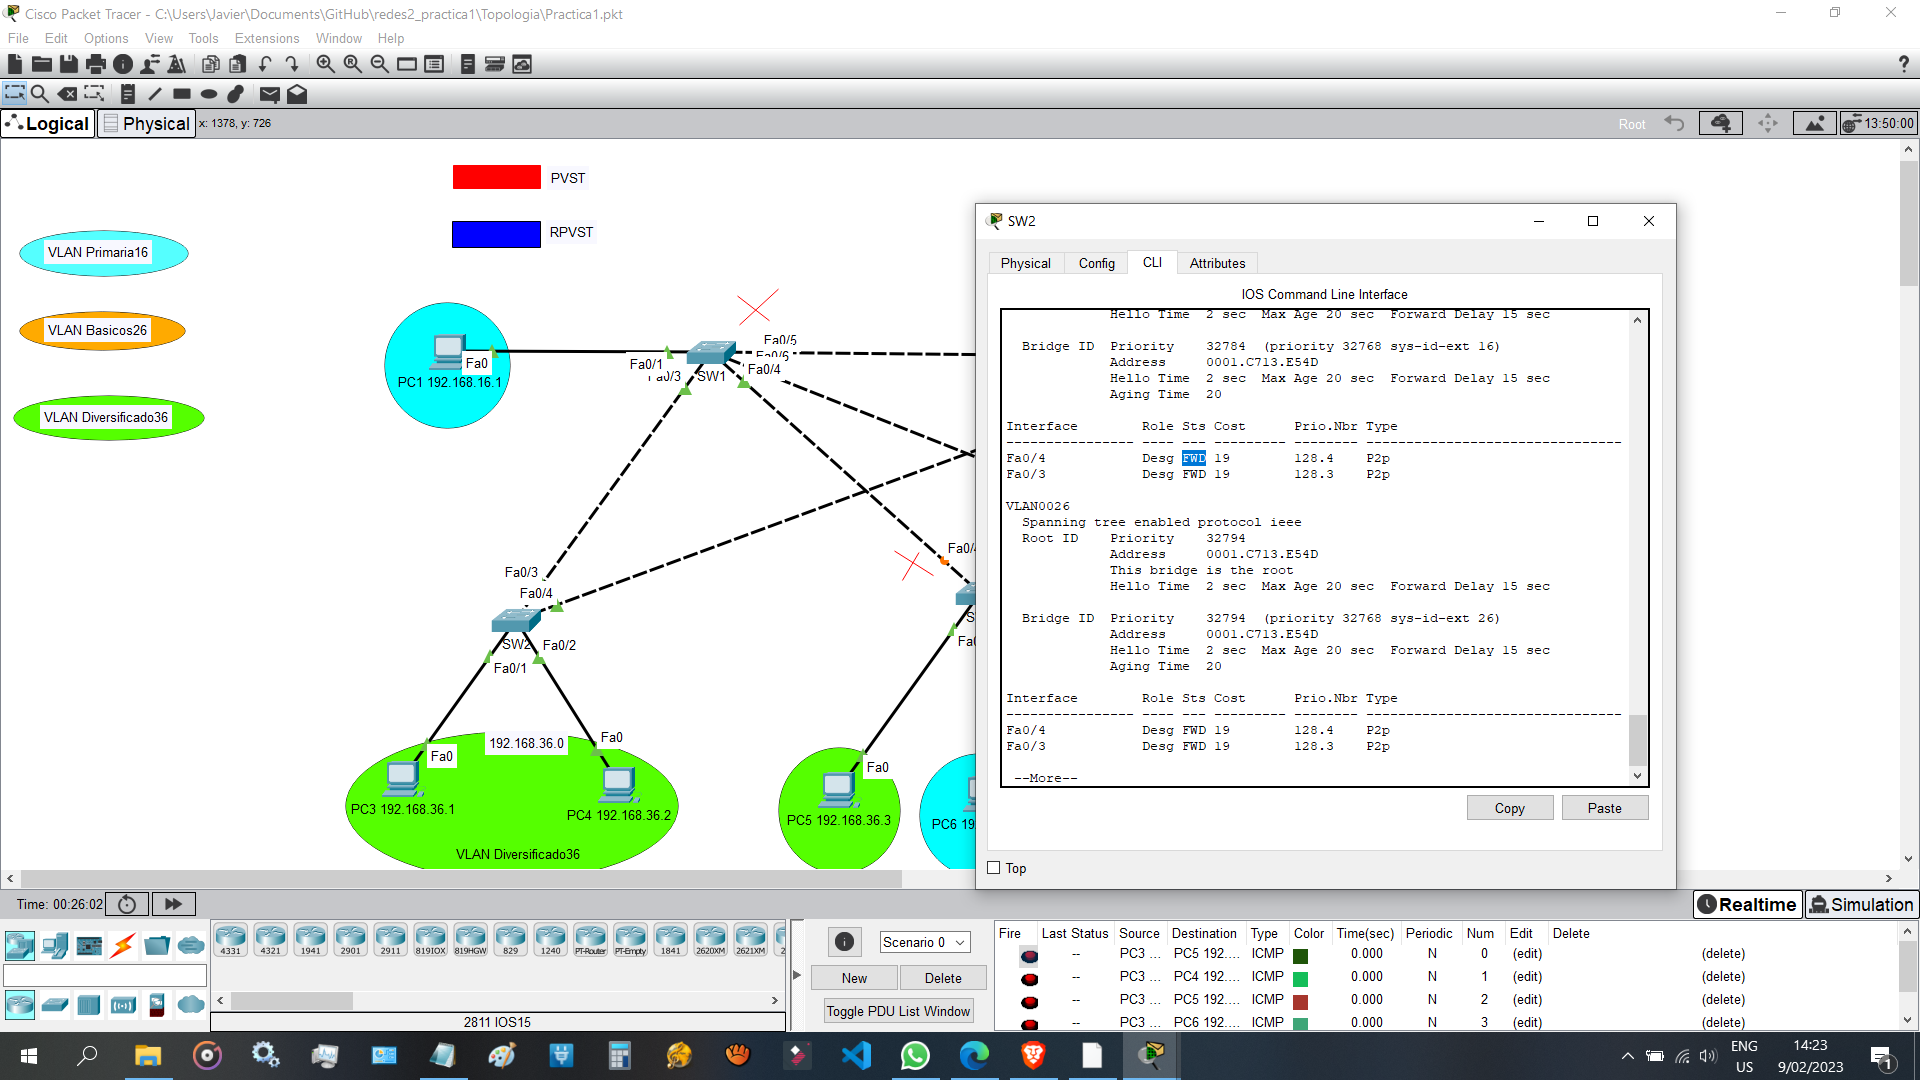 Cisco Packet Tracer - C:\Users\Javier\Documents\GitHub\redes2_practica1\Topologia\Practica1.pkt
File Edit Options View Tools Extensions Window Help
Logical Physical x: 1378, y: 726 Root 13:50:00
PVST
RPVST
VLAN Primaria16
VLAN Basicos26
VLAN Diversificado36
Fa0
PC1 192.168.16.1
Fa0/1
Fa0/3
SW1
Fa0/5
Fa0/6
Fa0/4
Fa0/3
Fa0/4
SW2
Fa0/2
Fa0/1
192.168.36.0
Fa0
Fa0
PC3 192.168.36.1
PC4 192.168.36.2
VLAN Diversificado36
Fa0
PC5 192.168.36.3
PC6 19
SW2
Physical Config CLI Attributes
IOS Command Line Interface
Hello Time 2 sec Max Age 20 sec Forward Delay 15 sec
Bridge ID Priority 32784 (priority 32768 sys-id-ext 16)
Address 0001.C713.E54D
Hello Time 2 sec Max Age 20 sec Forward Delay 15 sec
Aging Time 20
Interface Role Sts Cost Prio.Nbr Type
---------------- ---- --- --------- -------- --------------------------------
Fa0/4 Desg FWD 19 128.4 P2p
Fa0/3 Desg FWD 19 128.3 P2p
VLAN0026
Spanning tree enabled protocol ieee
Root ID Priority 32794
Address 0001.C713.E54D
This bridge is the root
Hello Time 2 sec Max Age 20 sec Forward Delay 15 sec
Bridge ID Priority 32794 (priority 32768 sys-id-ext 26)
Address 0001.C713.E54D
Hello Time 2 sec Max Age 20 sec Forward Delay 15 sec
Aging Time 20
Interface Role Sts Cost Prio.Nbr Type
---------------- ---- --- --------- -------- --------------------------------
Fa0/4 Desg FWD 19 128.4 P2p
Fa0/3 Desg FWD 19 128.3 P2p
--More--
Copy Paste
Top
Time: 00:26:02
Realtime Simulation
4331 4321 1941 2901 2911 819IOX 819HGW 829 1240 PT-Router PT-Empty 1841 2620XM 2621XM
2811 IOS15
Scenario 0
New Delete
Toggle PDU List Window
Fire Last Status Source Destination Type Color Time(sec) Periodic Num Edit Delete
-- PC3 ... PC5 192.... ICMP 0.000 N 0 (edit) (delete)
-- PC3 ... PC4 192.... ICMP 0.000 N 1 (edit) (delete)
-- PC3 ... PC5 192.... ICMP 0.000 N 2 (edit) (delete)
-- PC3 ... PC6 192.... ICMP 0.000 N 3 (edit) (delete)
ENG
US
14:23
9/02/2023
1